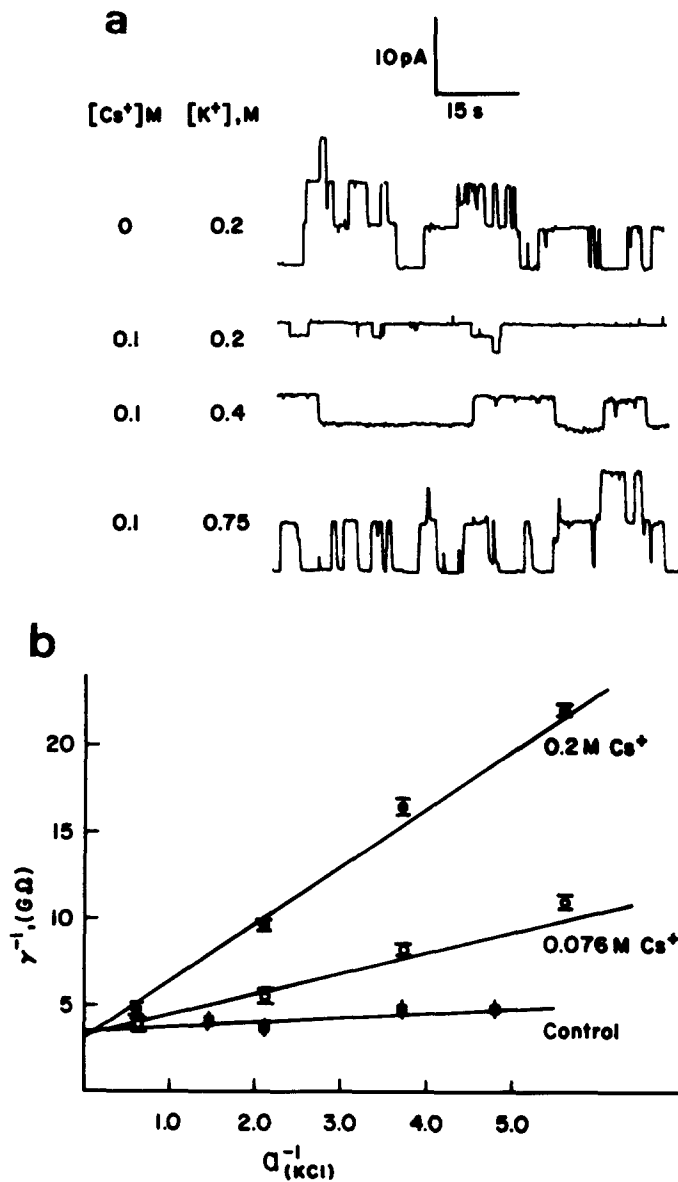 a
10pA
15 s
[Cs⁺]M [K⁺],M
0 0.2
0.1 0.2
0.1 0.4
0.1 0.75
b
20
15
10
5
γ⁻¹,(GΩ)
0.2 M Cs⁺
0.076 M Cs⁺
Control
1.0 2.0 3.0 4.0 5.0
a⁻¹(KCl)